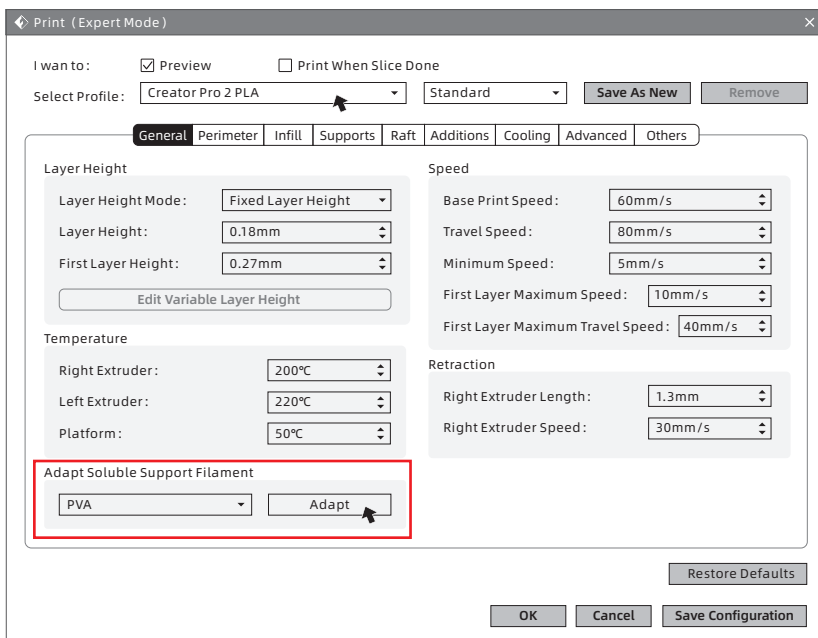 Print (Expert Mode)
I wan to: Preview Print When Slice Done
Select Profile: Creator Pro 2 PLA Standard Save As New Remove
General Perimeter Infill Supports Raft Additions Cooling Advanced Others
Layer Height
Layer Height Mode: Fixed Layer Height
Layer Height: 0.18mm
First Layer Height: 0.27mm
Edit Variable Layer Height
Temperature
Right Extruder: 200℃
Left Extruder: 220℃
Platform: 50℃
Adapt Soluble Support Filament
PVA Adapt
Speed
Base Print Speed: 60mm/s
Travel Speed: 80mm/s
Minimum Speed: 5mm/s
First Layer Maximum Speed: 10mm/s
First Layer Maximum Travel Speed: 40mm/s
Retraction
Right Extruder Length: 1.3mm
Right Extruder Speed: 30mm/s
Restore Defaults
OK Cancel Save Configuration